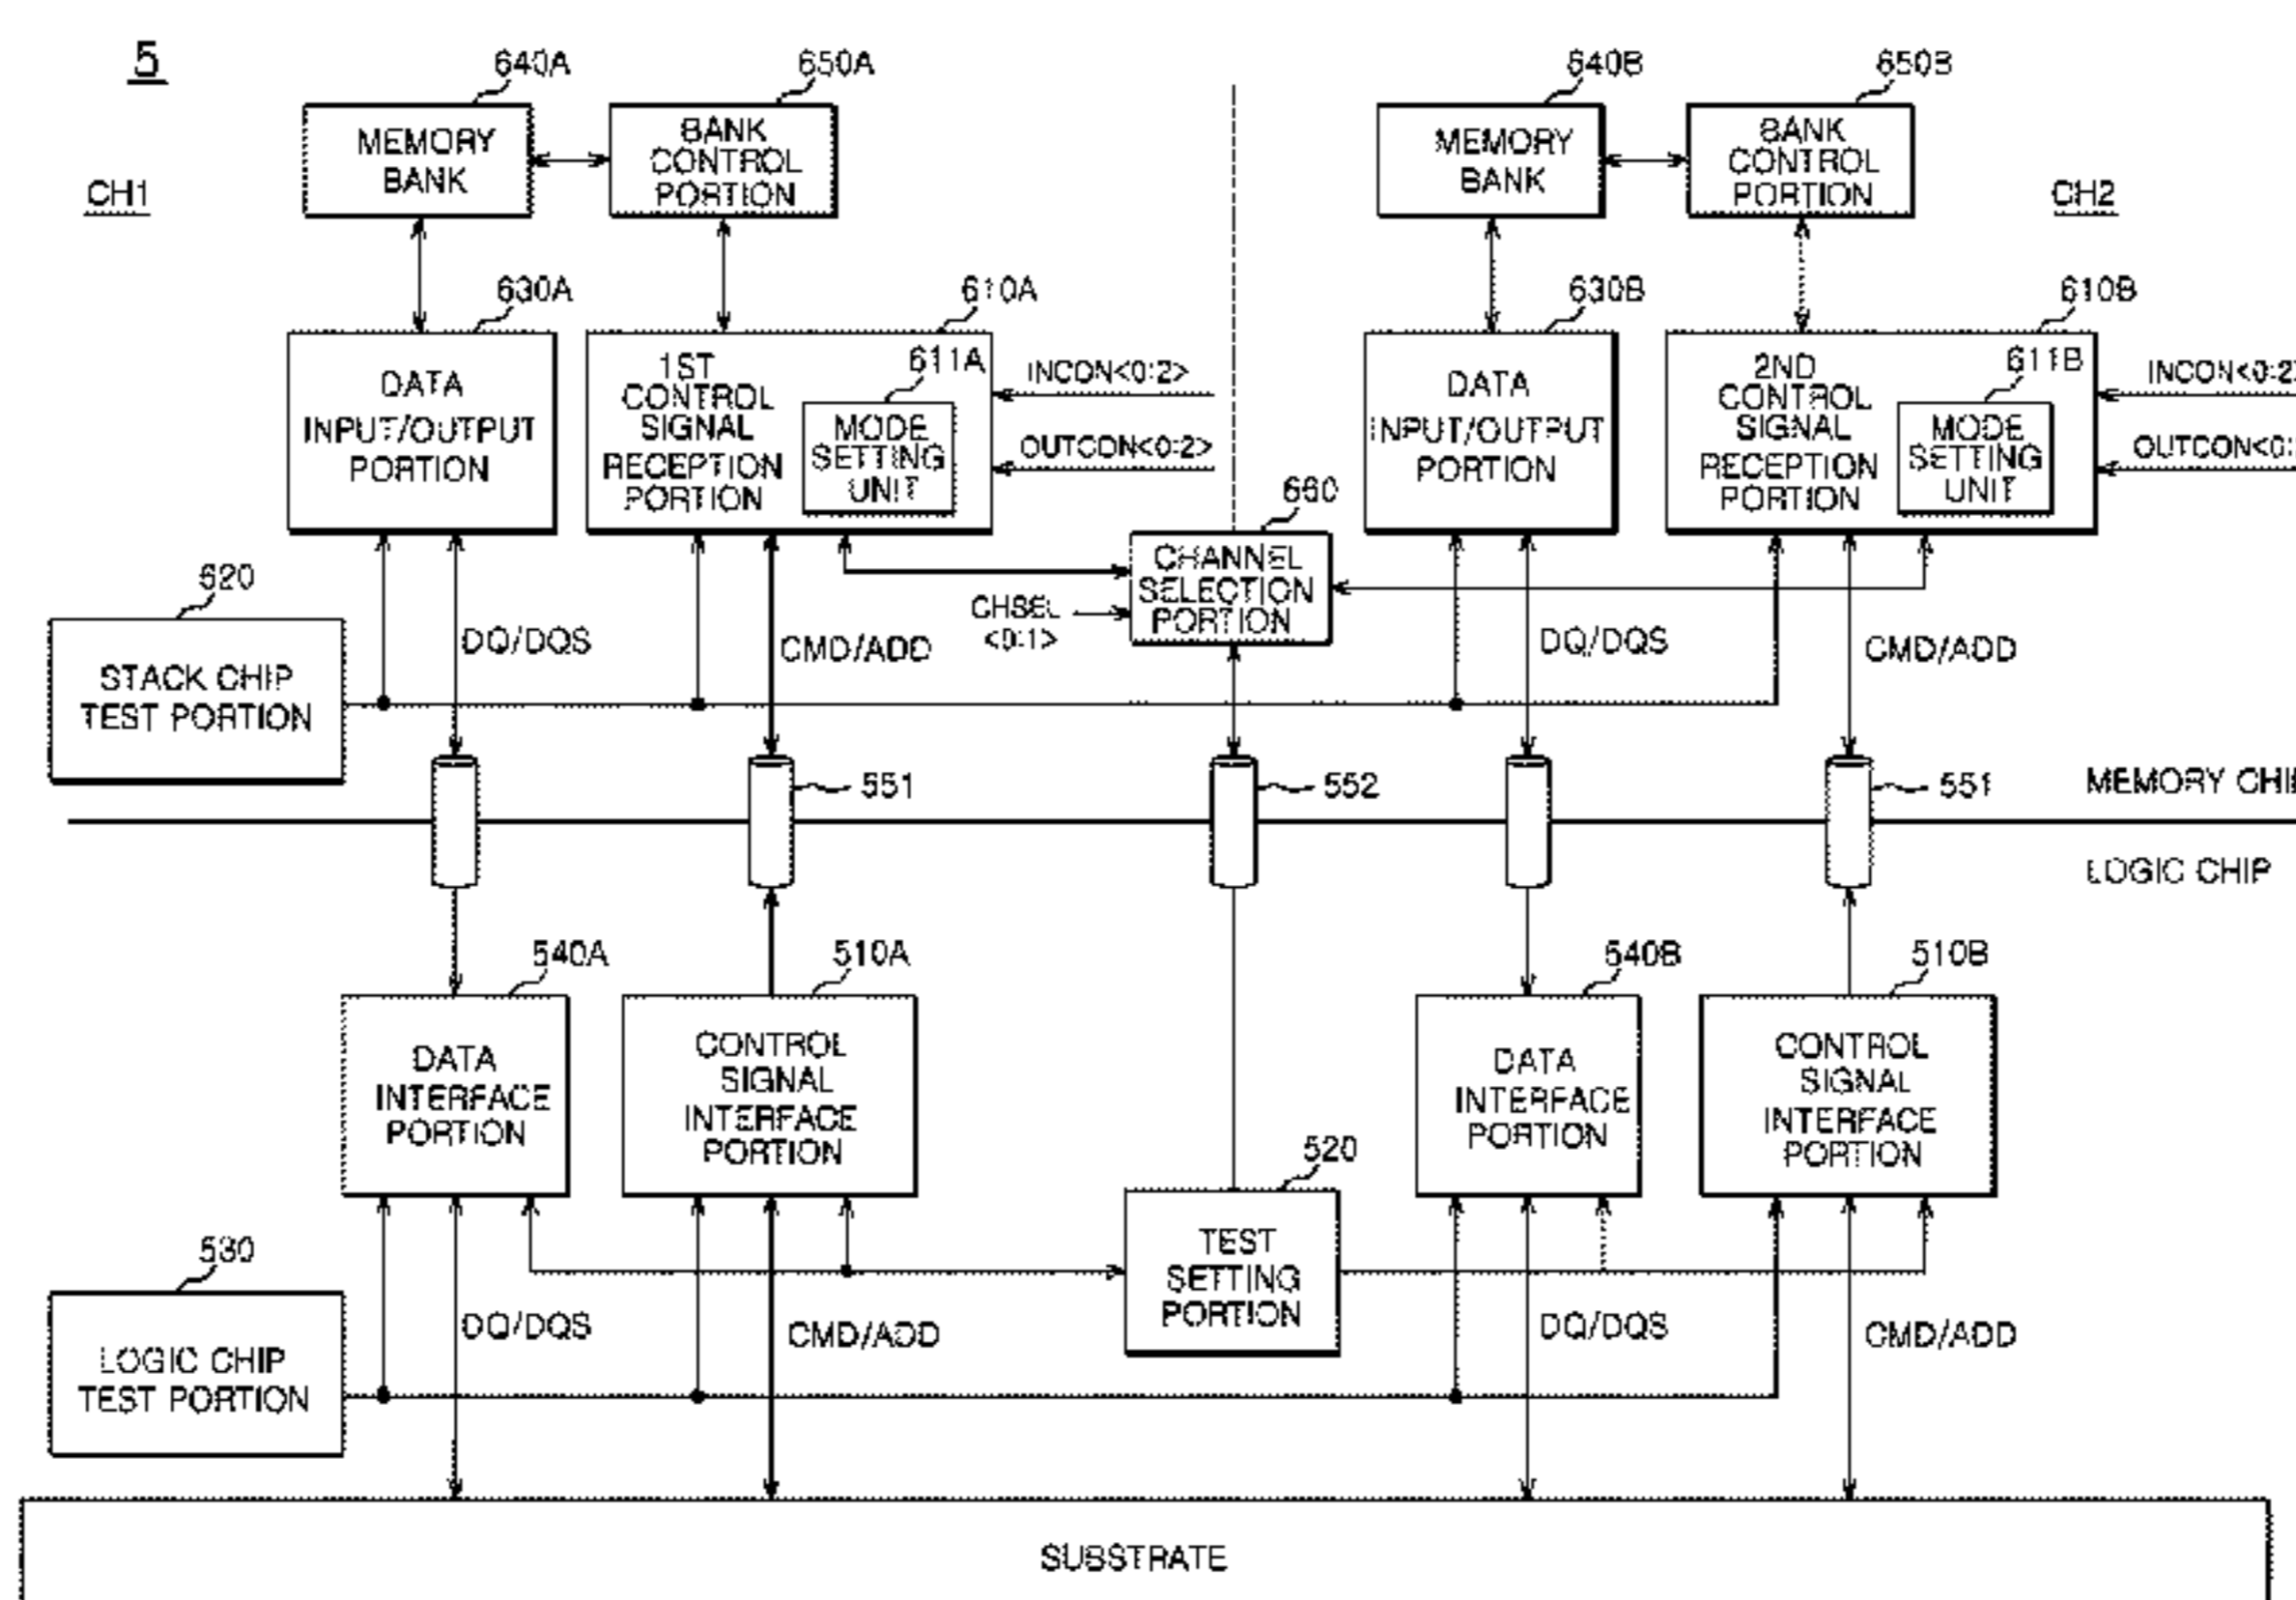 5
640A
650A
640B
650B
MEMORY
BANK
BANK
CONTROL
PORTION
MEMORY
BANK
BANK
CONTROL
PORTION
CH1
CH2
630A
610A
630B
610B
DATA
INPUT/OUTPUT
PORTION
1ST
CONTROL
SIGNAL
RECEPTION
PORTION
611A
MODE
SETTING
UNIT
INCON<0:2>
OUTCON<0:2>
DATA
INPUT/OUTPUT
PORTION
2ND
CONTROL
SIGNAL
RECEPTION
PORTION
611B
MODE
SETTING
UNIT
INCON<0:2
OUTCON<0:
660
CHANNEL
SELECTION
PORTION
CHSEL
<0:1>
620
STACK CHIP
TEST PORTION
DQ/DQS
CMD/ADD
DQ/DQS
CMD/ADD
551
552
551
MEMORY CHI
LOGIC CHIP
540A
510A
540B
510B
DATA
INTERFACE
PORTION
CONTROL
SIGNAL
INTERFACE
PORTION
DATA
INTERFACE
PORTION
CONTROL
SIGNAL
INTERFACE
PORTION
520
TEST
SETTING
PORTION
530
LOGIC CHIP
TEST PORTION
DQ/DQS
CMD/ADD
DQ/DQS
CMD/ADD
SUBSTRATE